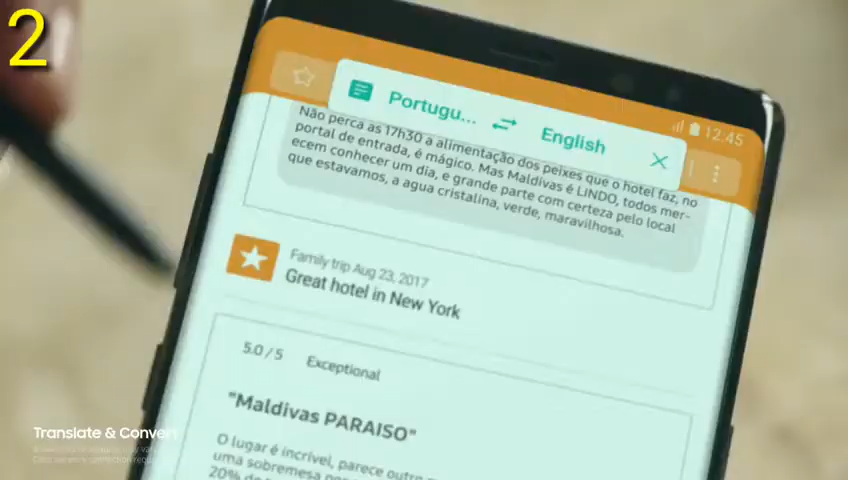 2
12.45
Portugu... English
Não perca as 17h30 a alimentação dos peixes que o hotel faz, no
portal de entrada, é mágico. Mas Maldivas é LINDO, todos mer-
ecem conhecer um dia, e grande parte com certeza pelo local
que estavamos, a agua cristalina, verde, maravilhosa.
Family trip Aug 23, 2017
Great hotel in New York
5.0 / 5 Exceptional
"Maldivas PARAISO"
O lugar é incrível, parece outro
uma sobremesa
20%
Translate & Convert